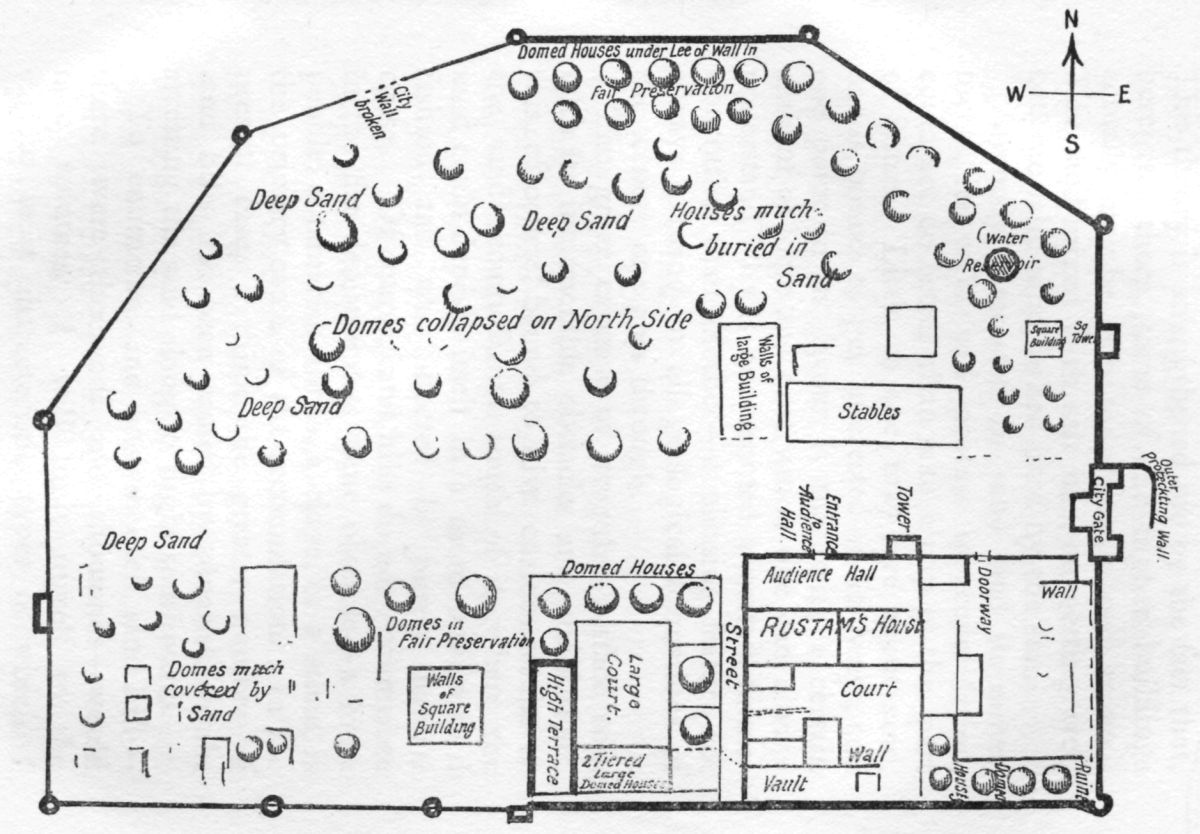 N
Domed Houses under Lee of Wall in
Fair Preservation
City
Wall
broken
W E
S
Deep Sand
Deep Sand
Houses much
buried in
Sand
(Water
Reservoir
Domes collapsed on North Side
Walls of
large Building
Square
Building
Sq
Tower
Deep Sand
Stables
Outer
Proteckting Wall.
City Gate
Entrance
to
Audience
Hall
Tower
Deep Sand
Domed Houses
Audience Hall
Doorway
Wall
Domes in
Fair Preservation
Street
RUSTAM'S House
Large
Court.
Domes much
covered by
Sand
Walls
of
Square
Building
High Terrace
Court
Wall
2 Tiered
Large
Domed Houses
Vault
Ruined
Domed
Houses